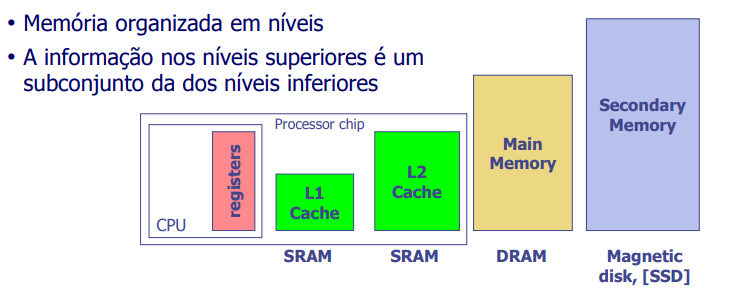 • Memória organizada em níveis
• A informação nos níveis superiores é um
subconjunto da dos níveis inferiores
Processor chip
CPU
registers
L1
Cache
L2
Cache
Main
Memory
Secondary
Memory
SRAM
SRAM
DRAM
Magnetic
disk, [SSD]